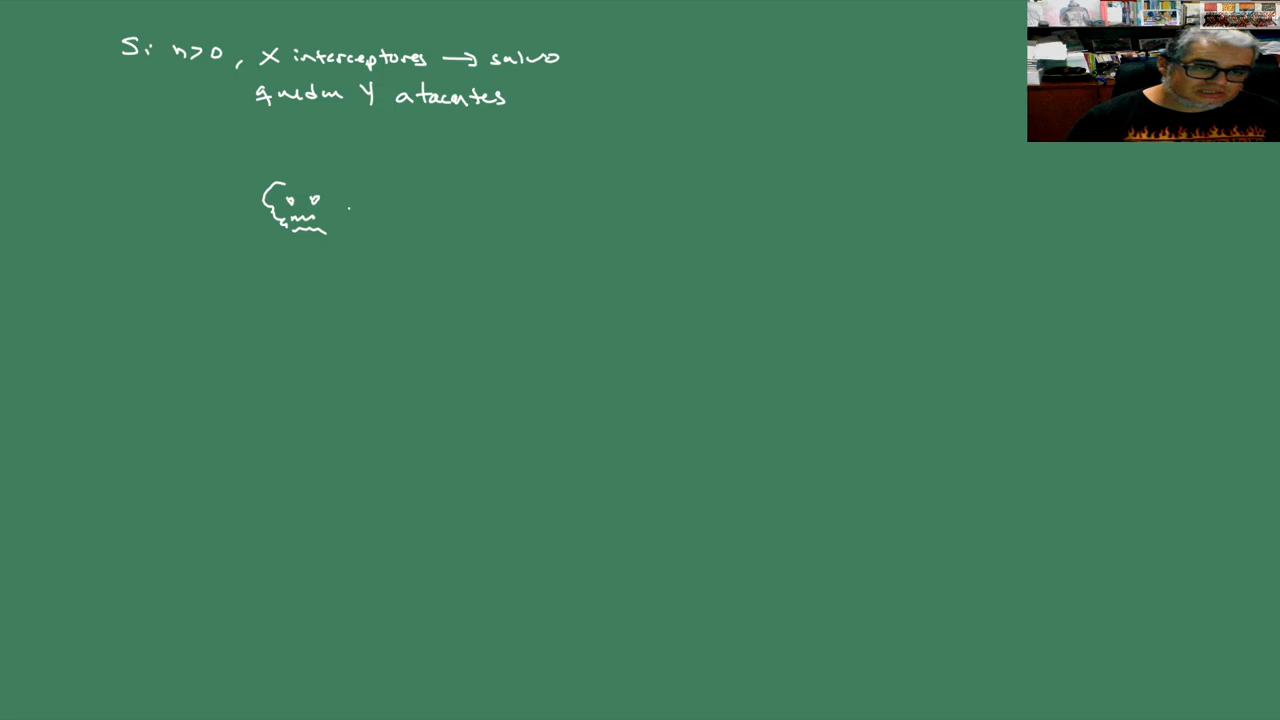 Si n>0, X interceptores → salvo
quedan Y atacantes